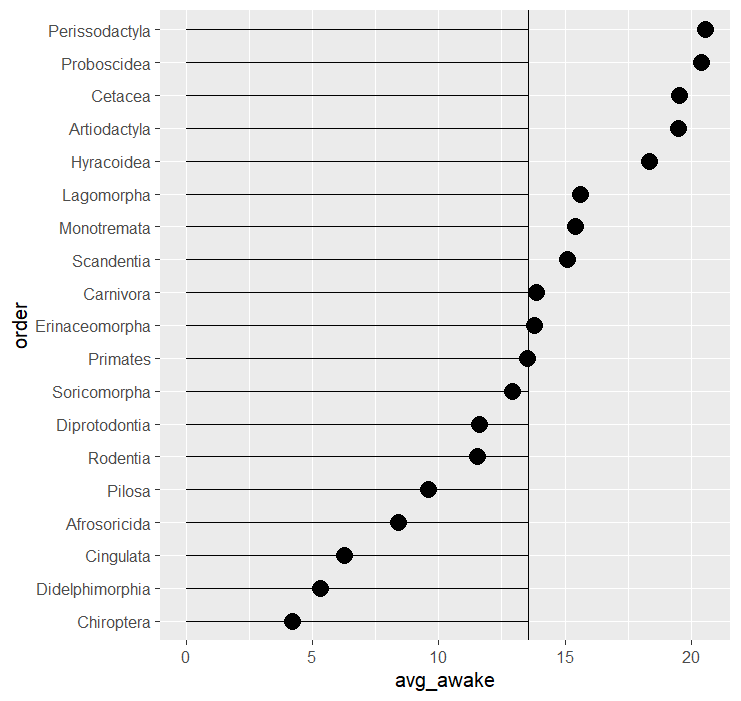 Perissodactyla
Proboscidea
Cetacea
Artiodactyla
Hyracoidea
Lagomorpha
Monotremata
Scandentia
Carnivora
Erinaceomorpha
Primates
Soricomorpha
Diprotodontia
Rodentia
Pilosa
Afrosoricida
Cingulata
Didelphimorphia
Chiroptera
order
0 5 10 15 20
avg_awake